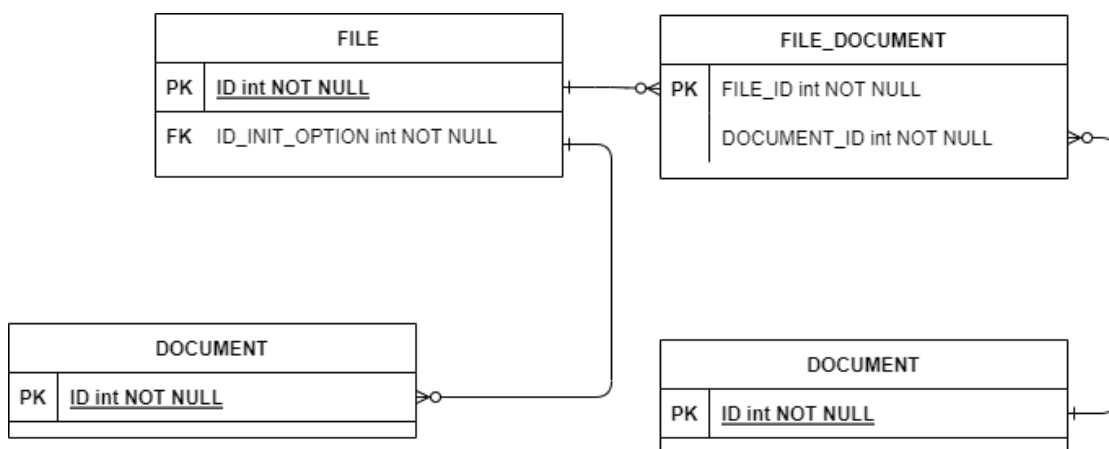 FILE
PK ID int NOT NULL
FK ID_INIT_OPTION int NOT NULL
FILE_DOCUMENT
PK FILE_ID int NOT NULL
DOCUMENT_ID int NOT NULL
DOCUMENT
PK ID int NOT NULL
DOCUMENT
PK ID int NOT NULL